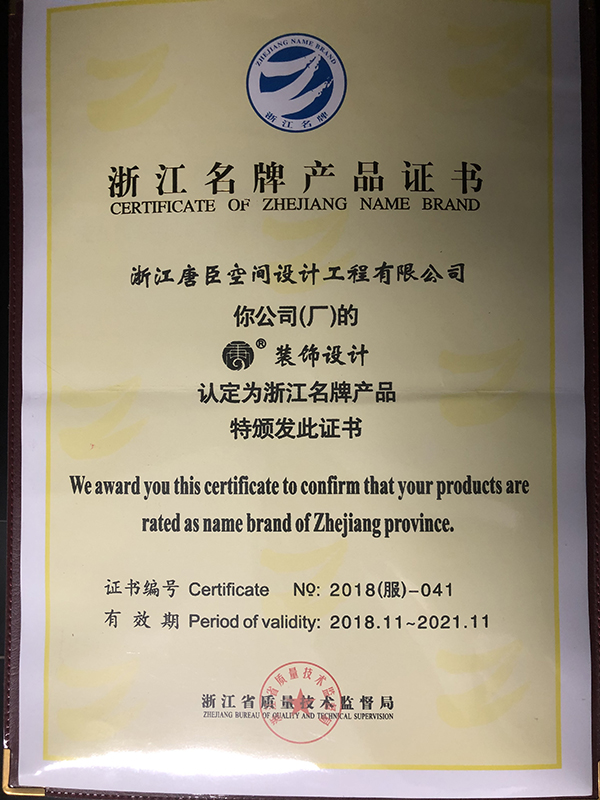 ZHEJIANG NAME BRAND
浙江名牌
浙江名牌产品证书
CERTIFICATE OF ZHEJIANG NAME BRAND
浙江唐臣空间设计工程有限公司
你公司(厂)的
® 装饰设计
认定为浙江名牌产品
特颁发此证书
We award you this certificate to confirm that your products are
rated as name brand of Zhejiang province.
证书编号 Certificate NO: 2018(服)-041
有效期 Period of validity: 2018.11~2021.11
浙江省质量技术监督局
ZHEJIANG BUREAU OF QUALITY AND TECHNICAL SUPERVISION